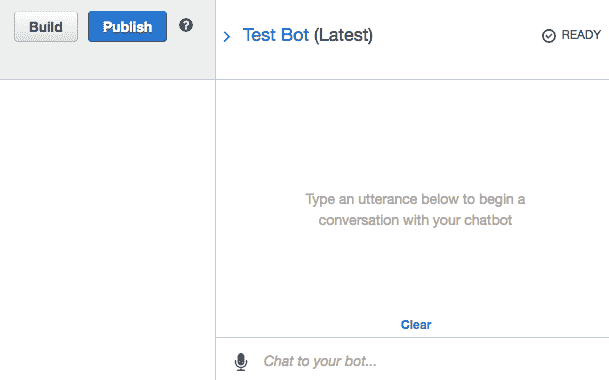 Build Publish ?
Test Bot (Latest) READY
Type an utterance below to begin a
conversation with your chatbot
Clear
Chat to your bot...